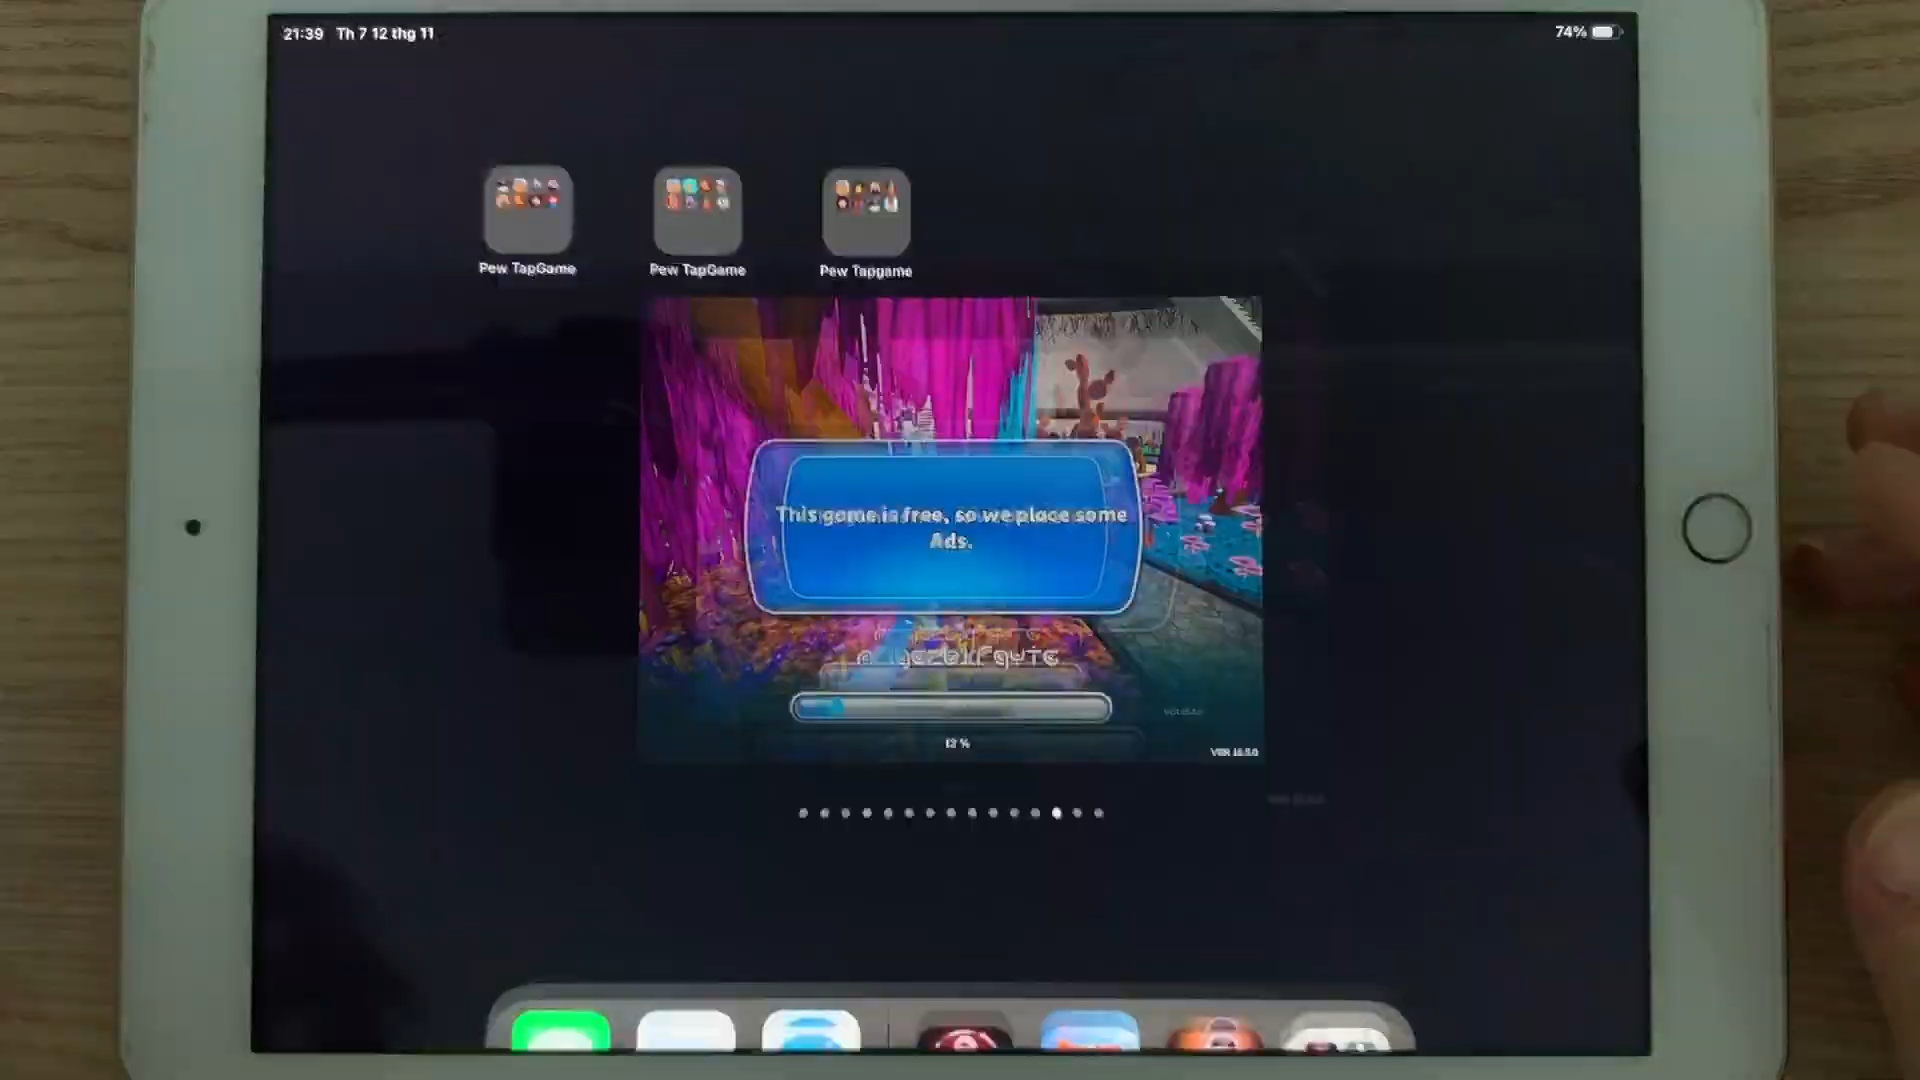 21:39 Th 7 12 thg 11
74%
Pew TapGame
Pew TapGame
Pew Tapgame
This game is free, so we place some
Ads.
12 %